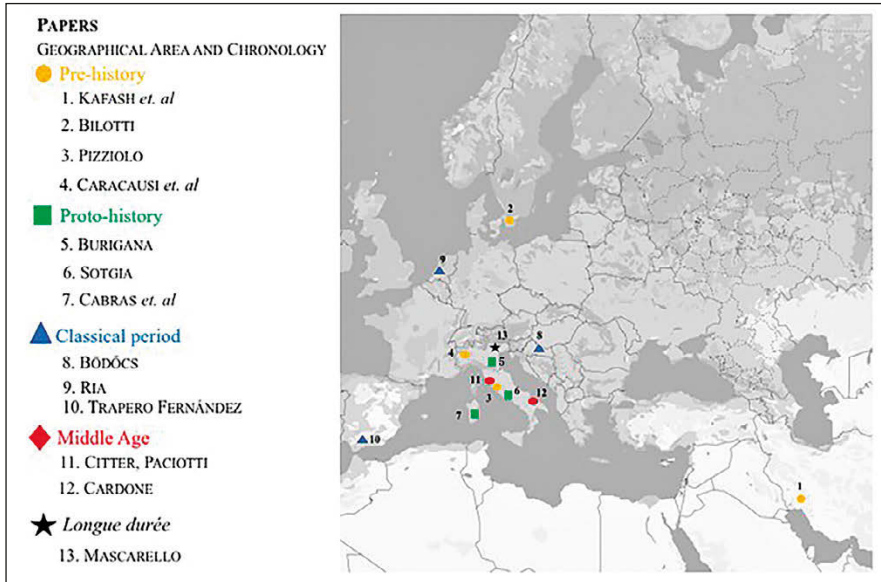 PAPERS
GEOGRAPHICAL AREA AND CHRONOLOGY
Pre-history
1. KAFASH et. al
2. BILOTTI
3. PIZZIOLO
4. CARACAUSI et. al
Proto-history
5. BURIGANA
6. SOTGIA
7. CABRAS et. al
Classical period
8. BÖDŐCS
9. RIA
10. TRAPERO FERNÁNDEZ
Middle Age
11. CITTER, PACIOTTI
12. CARDONE
Longue durée
13. MASCARELLO
2
9
13
8
4
5
11
3
6
12
7
10
1